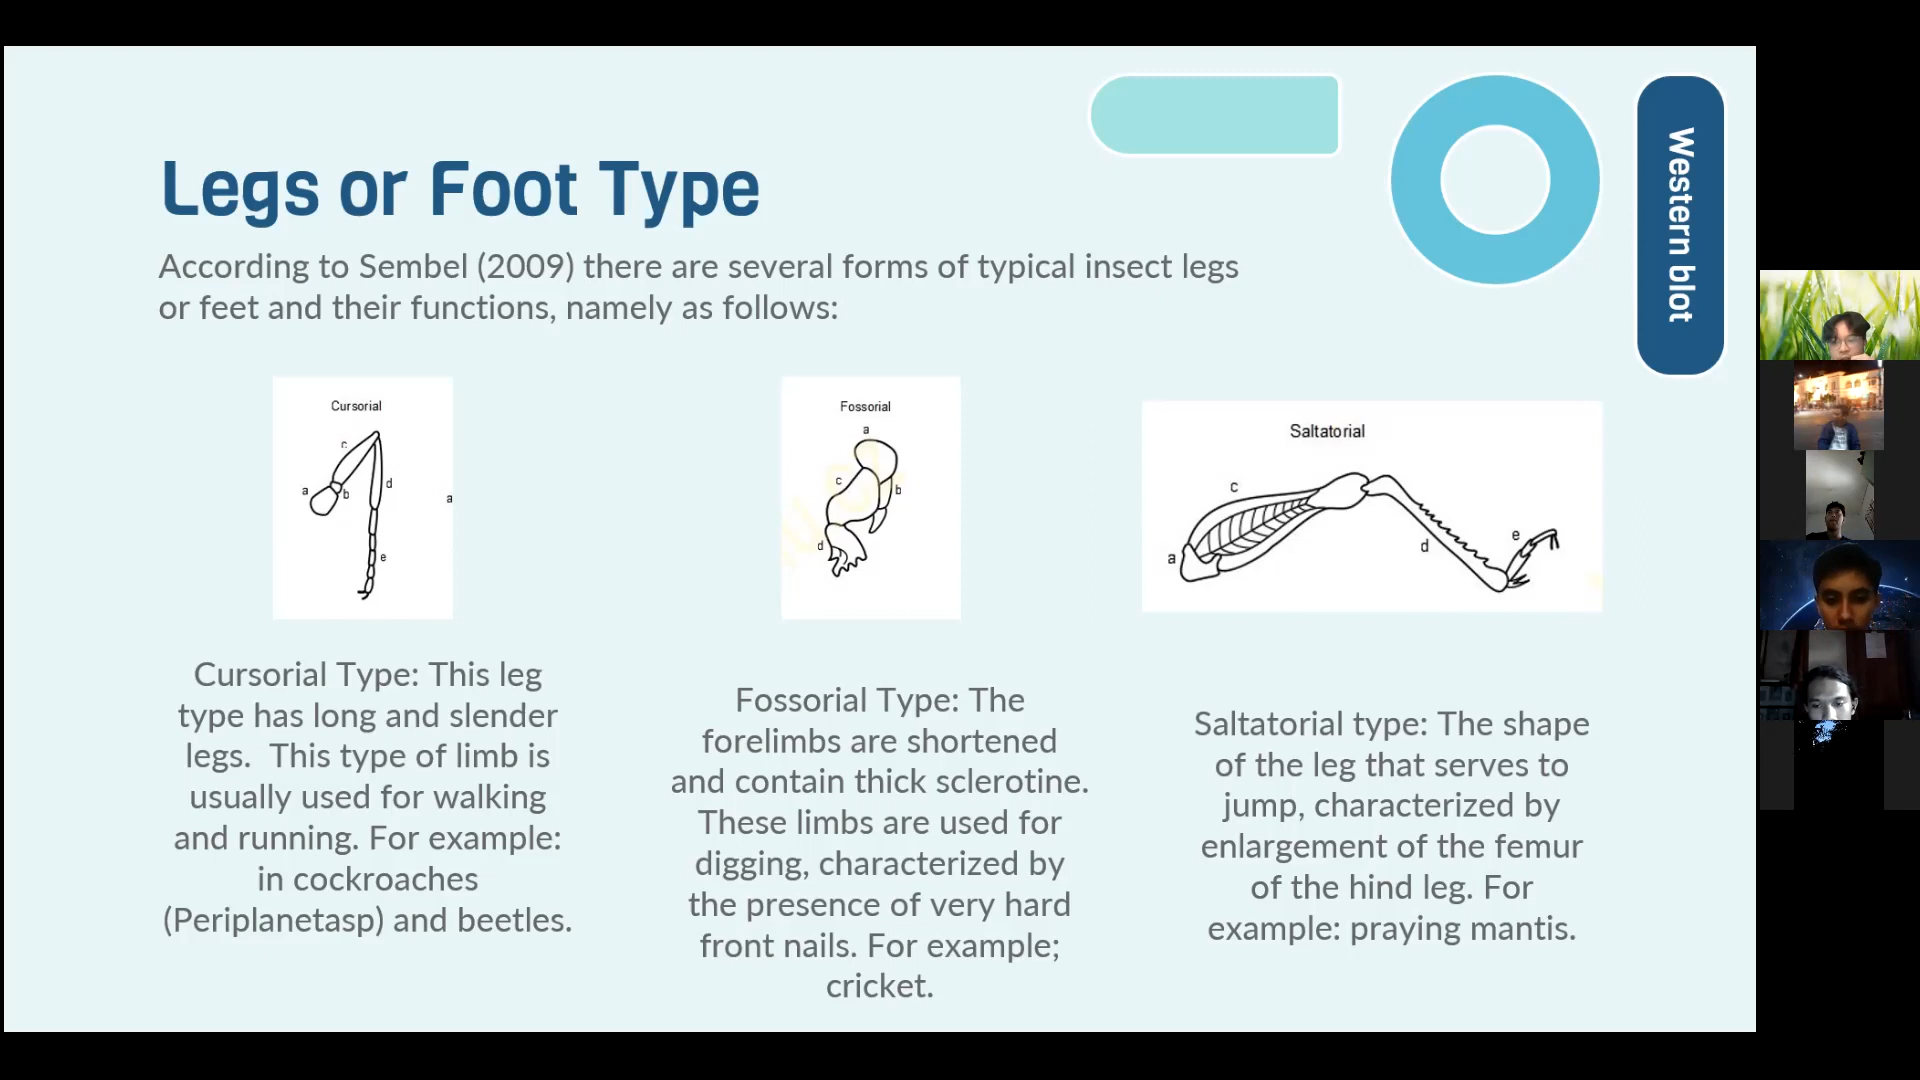 Western blot
Legs or Foot Type
According to Sembel (2009) there are several forms of typical insect legs
or feet and their functions, namely as follows:
Cursorial
c
a
b
d
e
a
Fossorial
a
c
b
d
Saltatorial
c
a
d
e
Cursorial Type: This leg
type has long and slender
legs.  This type of limb is
usually used for walking
and running. For example:
in cockroaches
(Periplanetasp) and beetles.
Fossorial Type: The
forelimbs are shortened
and contain thick sclerotine.
These limbs are used for
digging, characterized by
the presence of very hard
front nails. For example;
cricket.
Saltatorial type: The shape
of the leg that serves to
jump, characterized by
enlargement of the femur
of the hind leg. For
example: praying mantis.